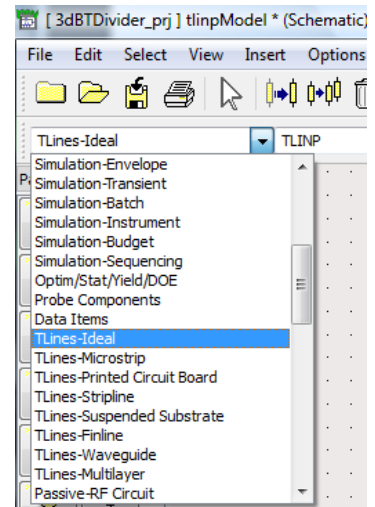 [ 3dBTDivider_prj ] tlinpModel * (Schematic)
File Edit Select View Insert Options
TLines-Ideal TLINP
Simulation-Envelope
Simulation-Transient
Simulation-Batch
Simulation-Instrument
Simulation-Budget
Simulation-Sequencing
Optim/Stat/Yield/DOE
Probe Components
Data Items
TLines-Ideal
TLines-Microstrip
TLines-Printed Circuit Board
TLines-Stripline
TLines-Suspended Substrate
TLines-Finline
TLines-Waveguide
TLines-Multilayer
Passive-RF Circuit